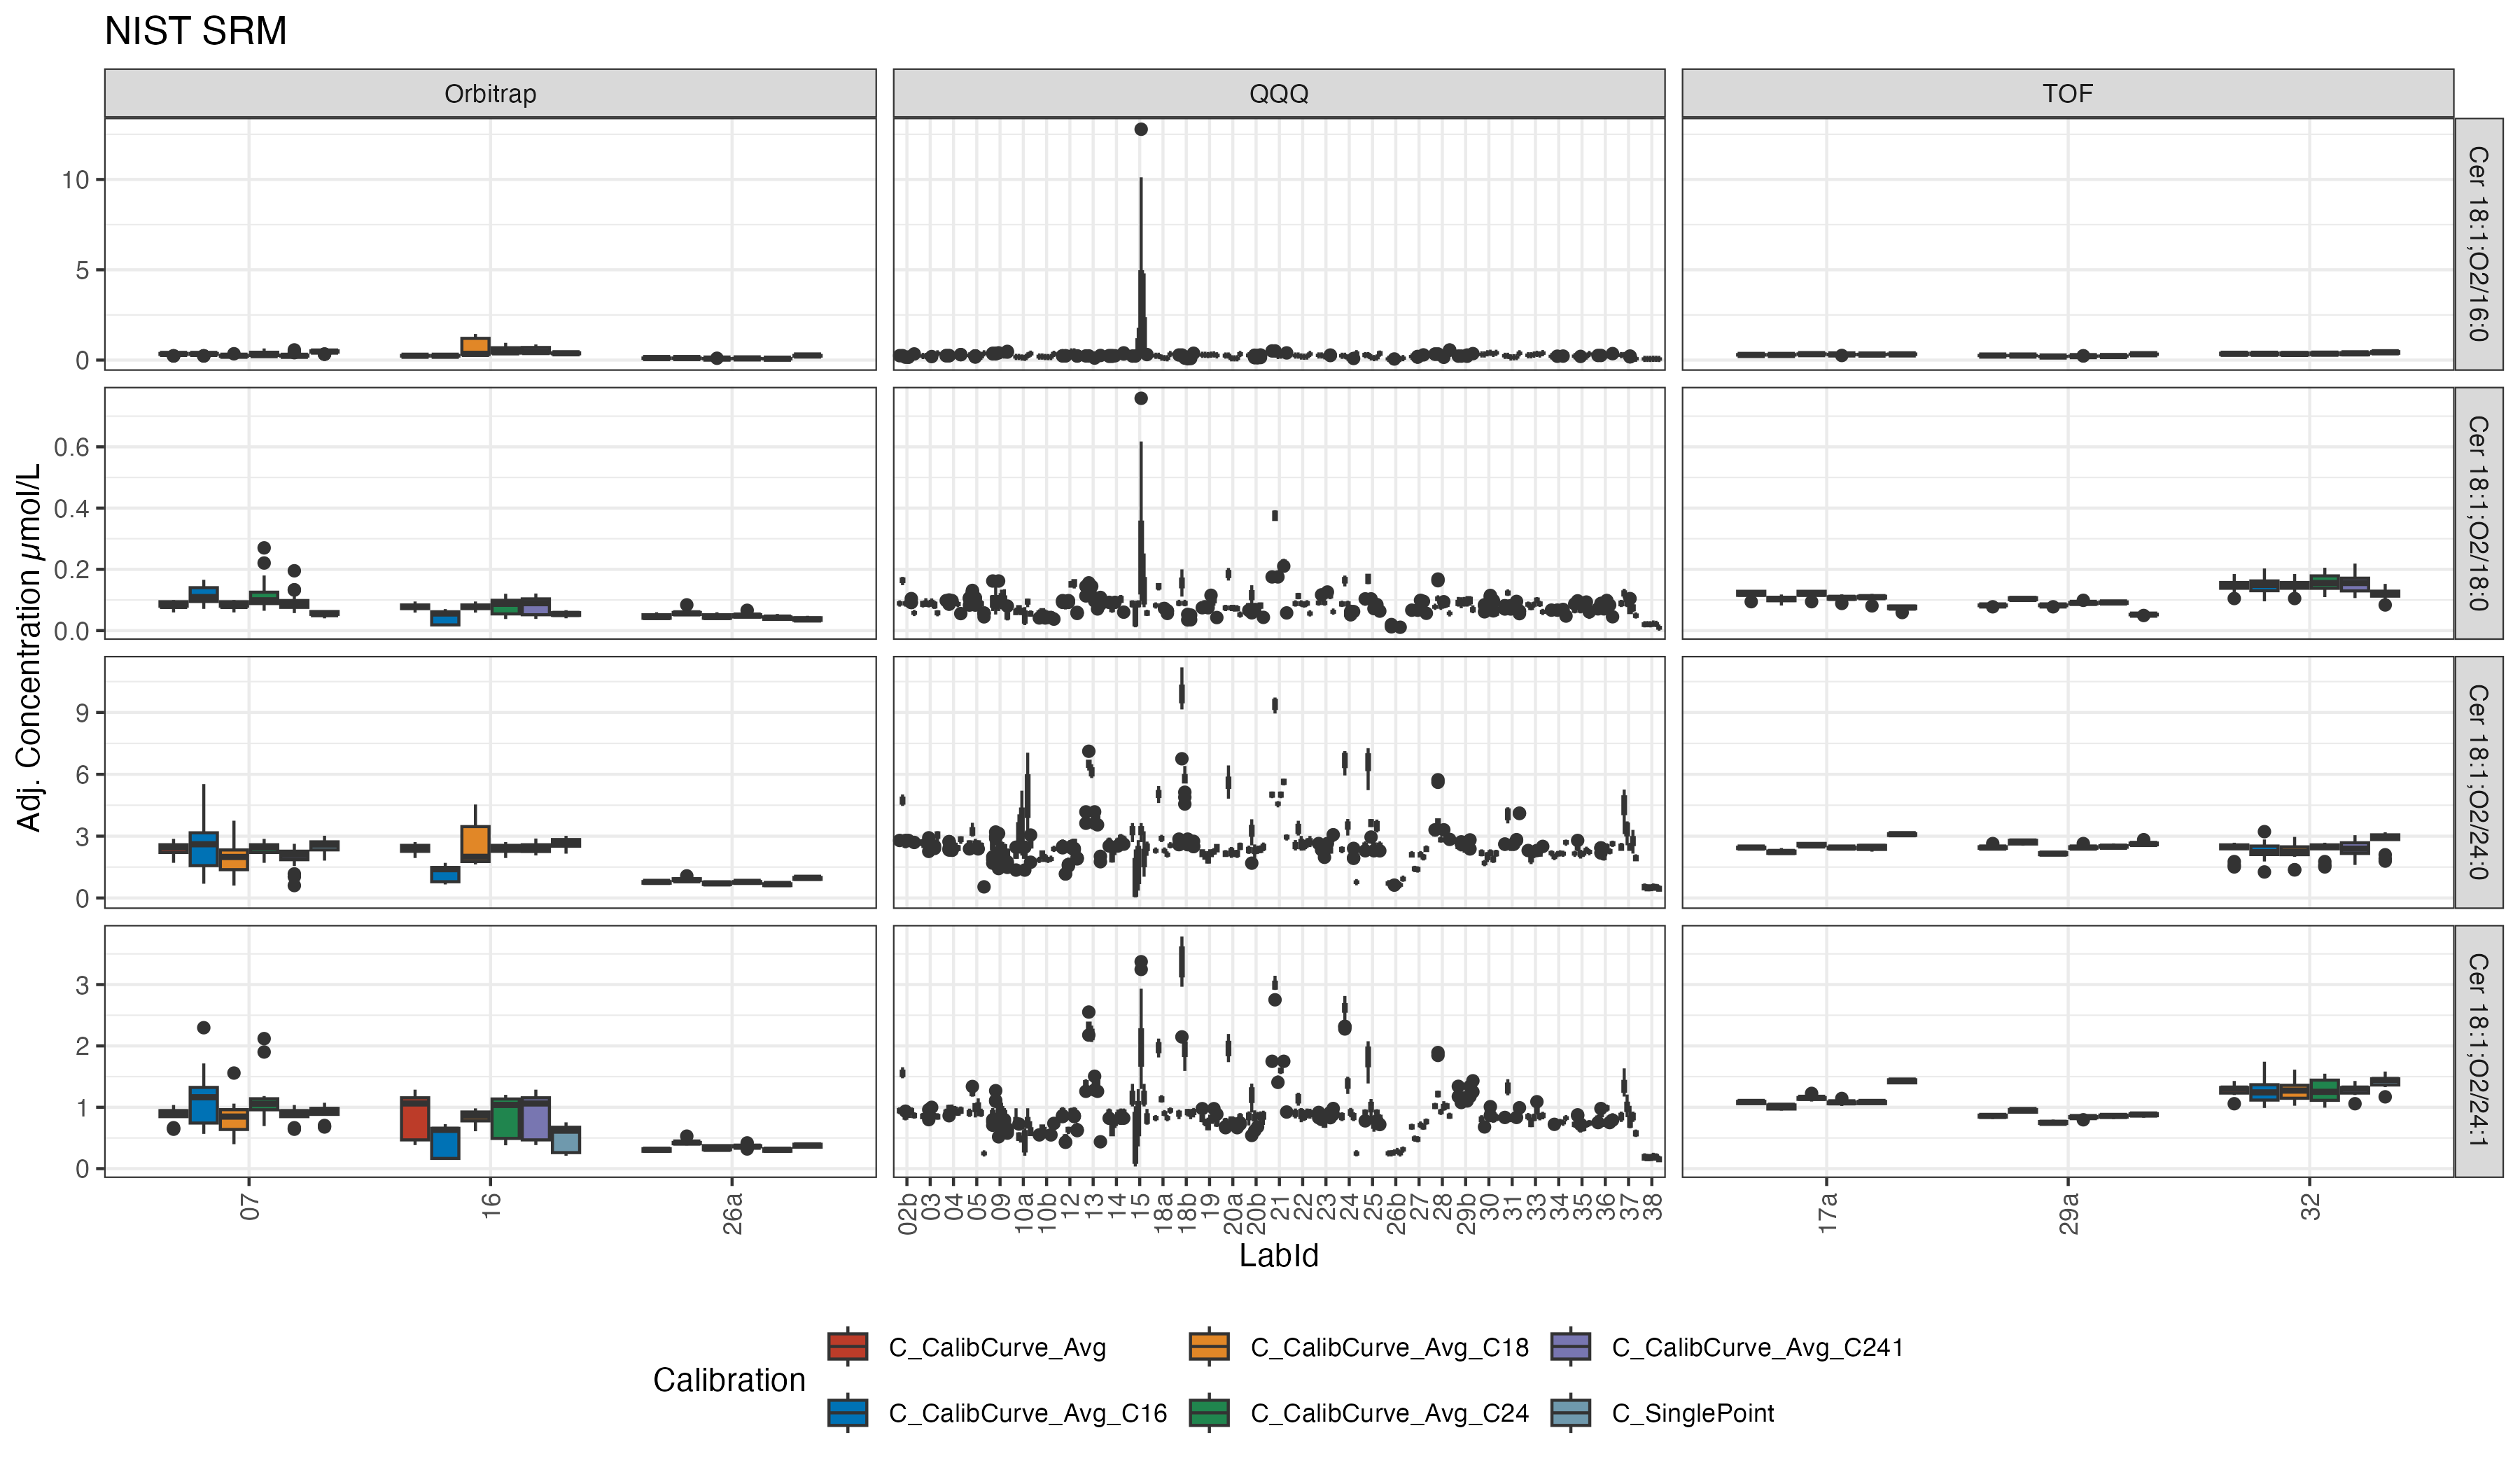 NIST SRM
Orbitrap
QQQ
TOF
Adj. Concentration µmol/L
10
5
0
Cer 18:1;O2/16:0
0.6
0.4
0.2
0.0
Cer 18:1;O2/18:0
9
6
3
0
Cer 18:1;O2/24:0
3
2
1
0
Cer 18:1;O2/24:1
07
16
26a
02b
03
04
05
09
10a
10b
12
13
14
15
18a
18b
19
20a
20b
21
22
23
24
25
26b
27
28
29b
30
31
33
34
35
36
37
38
17a
29a
32
LabId
Calibration
C_CalibCurve_Avg
C_CalibCurve_Avg_C18
C_CalibCurve_Avg_C241
C_CalibCurve_Avg_C16
C_CalibCurve_Avg_C24
C_SinglePoint